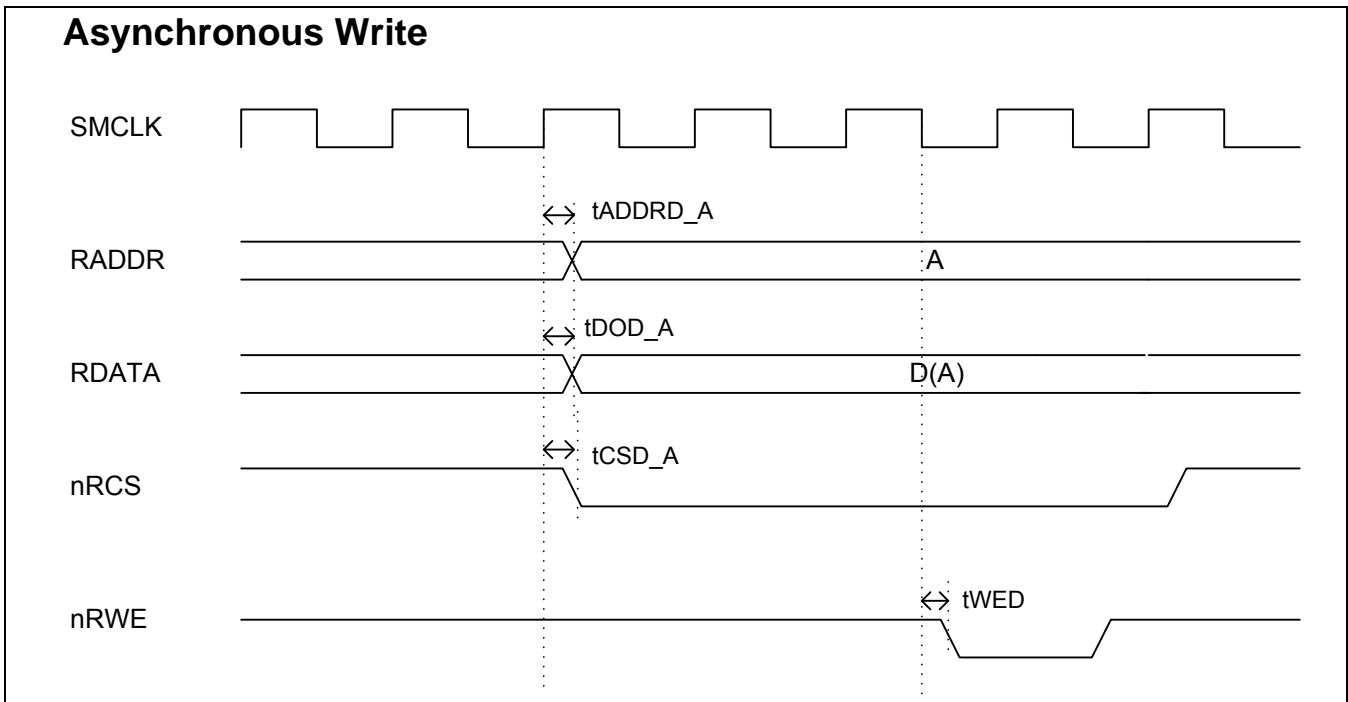 Asynchronous Write
SMCLK
tADDRD_A
RADDR
A
tDOD_A
RDATA
D(A)
tCSD_A
nRCS
tWED
nRWE